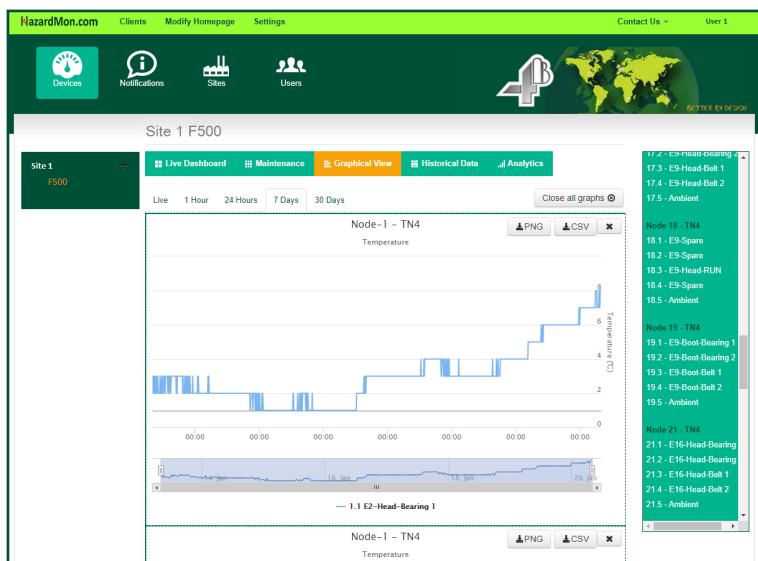 HazardMon.com Clients Modify Homepage Settings Contact Us User 1
Devices Notifications Sites Users
4B
BETTER BY DESIGN
Site 1 F500
Site 1
F500
Live Dashboard Maintenance Graphical View Historical Data Analytics
Live 1 Hour 24 Hours 7 Days 30 Days Close all graphs
Node-1 - TN4
Temperature
PNG CSV
8
6
4
2
0
Temperature (°C)
00:00 00:00 00:00 00:00 00:00 00:00 00:00
14. Jan 16. Jan 18. Jan 20. Jan
1.1 E2-Head-Bearing 1
Node-1 - TN4
Temperature
PNG CSV
17.2 - E9-Head-Bearing 2
17.3 - E9-Head-Belt 1
17.4 - E9-Head-Belt 2
17.5 - Ambient
Node 18 - TN4
18.1 - E9-Spare
18.2 - E9-Spare
18.3 - E9-Head-RUN
18.4 - E9-Spare
18.5 - Ambient
Node 19 - TN4
19.1 - E9-Boot-Bearing 1
19.2 - E9-Boot-Bearing 2
19.3 - E9-Boot-Belt 1
19.4 - E9-Boot-Belt 2
19.5 - Ambient
Node 21 - TN4
21.1 - E16-Head-Bearing
21.2 - E16-Head-Bearing
21.3 - E16-Head-Belt 1
21.4 - E16-Head-Belt 2
21.5 - Ambient